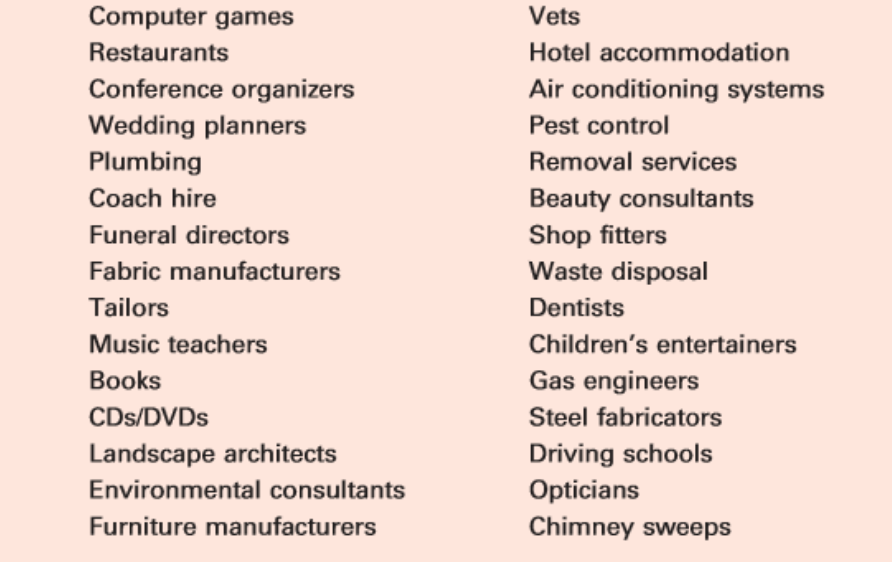 Computer games
Restaurants
Conference organizers
Wedding planners
Plumbing
Coach hire
Funeral directors
Fabric manufacturers
Tailors
Music teachers
Books
CDs/DVDs
Landscape architects
Environmental consultants
Furniture manufacturers
Vets
Hotel accommodation
Air conditioning systems
Pest control
Removal services
Beauty consultants
Shop fitters
Waste disposal
Dentists
Children's entertainers
Gas engineers
Steel fabricators
Driving schools
Opticians
Chimney sweeps